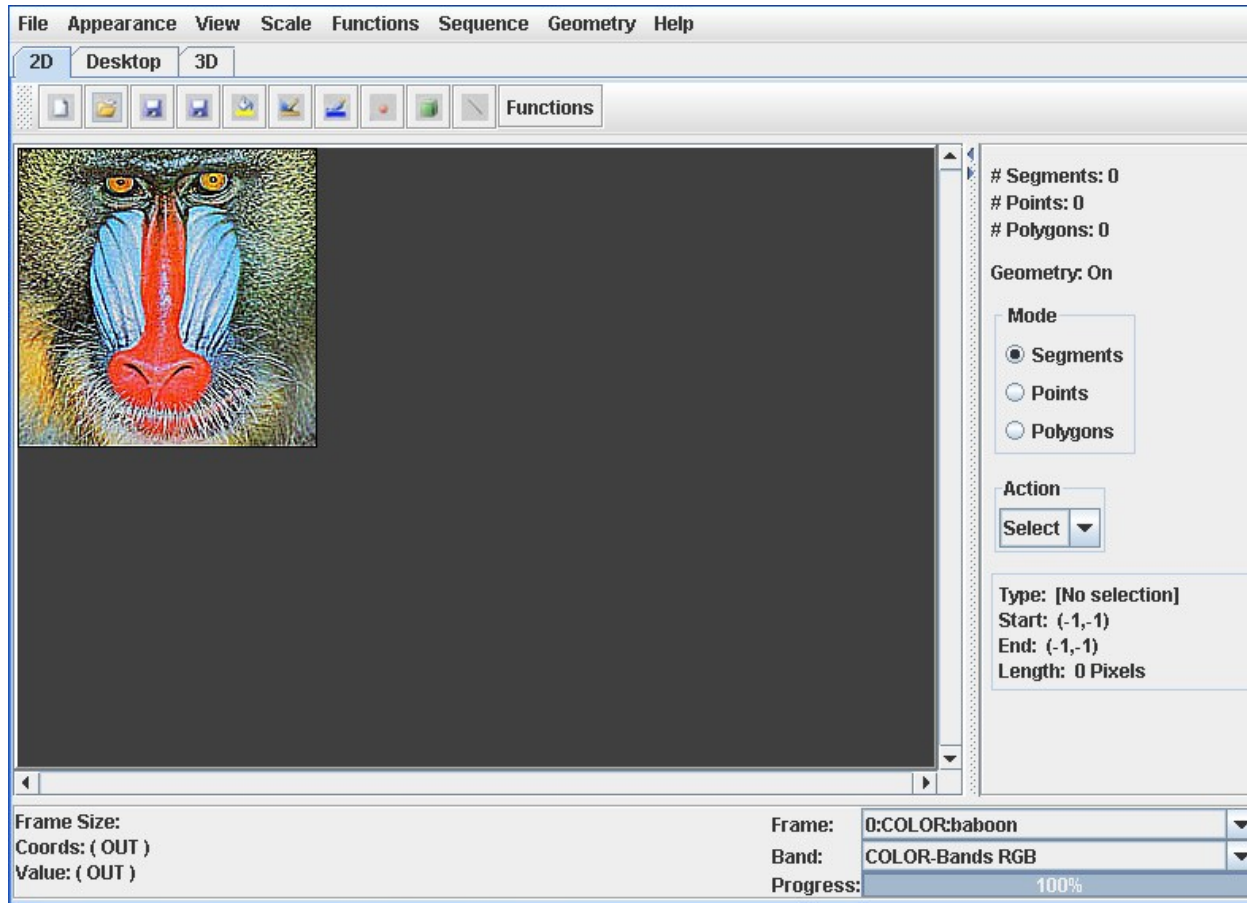 File Appearance View Scale Functions Sequence Geometry Help
2D Desktop 3D
Functions
# Segments: 0
# Points: 0
# Polygons: 0
Geometry: On
Mode
Segments
Points
Polygons
Action
Select
Type: [No selection]
Start: (-1,-1)
End: (-1,-1)
Length: 0 Pixels
Frame Size:
Coords: ( OUT )
Value: ( OUT )
Frame: 0:COLOR:baboon
Band: COLOR-Bands RGB
Progress: 100%